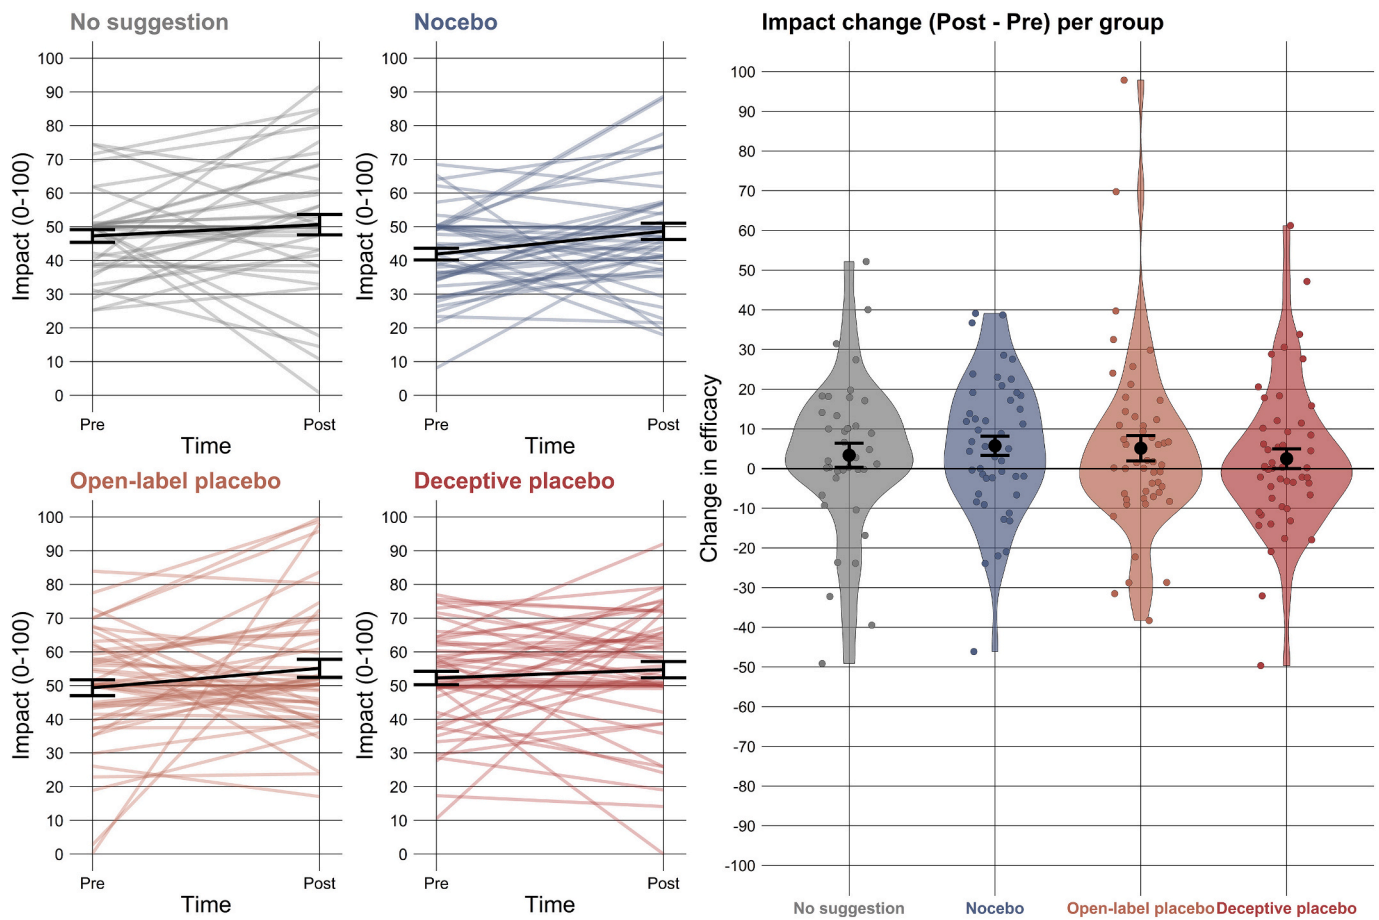 No suggestion
Impact (0-100)
100
90
80
70
60
50
40
30
20
10
0
Pre
Post
Time
Nocebo
Impact (0-100)
100
90
80
70
60
50
40
30
20
10
0
Pre
Post
Time
Open-label placebo
Impact (0-100)
100
90
80
70
60
50
40
30
20
10
0
Pre
Post
Time
Deceptive placebo
Impact (0-100)
100
90
80
70
60
50
40
30
20
10
0
Pre
Post
Time
Impact change (Post - Pre) per group
Change in efficacy
100
90
80
70
60
50
40
30
20
10
0
-10
-20
-30
-40
-50
-60
-70
-80
-90
-100
No suggestion
Nocebo
Open-label placebo
Deceptive placebo